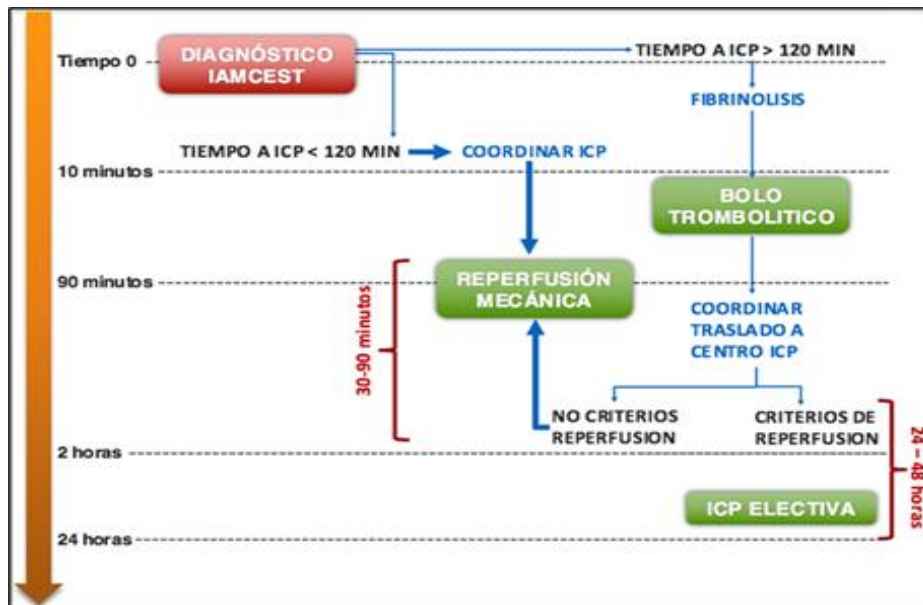 Tiempo 0
DIAGNÓSTICO
IAMCEST
TIEMPO A ICP > 120 MIN
FIBRINOLISIS
TIEMPO A ICP < 120 MIN
COORDINAR ICP
10 minutos
BOLO
TROMBOLITICO
90 minutos
REPERFUSIÓN
MECÁNICA
30-90 minutos
COORDINAR
TRASLADO A
CENTRO ICP
NO CRITERIOS
REPERFUSION
CRITERIOS DE
REPERFUSION
24 – 48 horas
2 horas
ICP ELECTIVA
24 horas